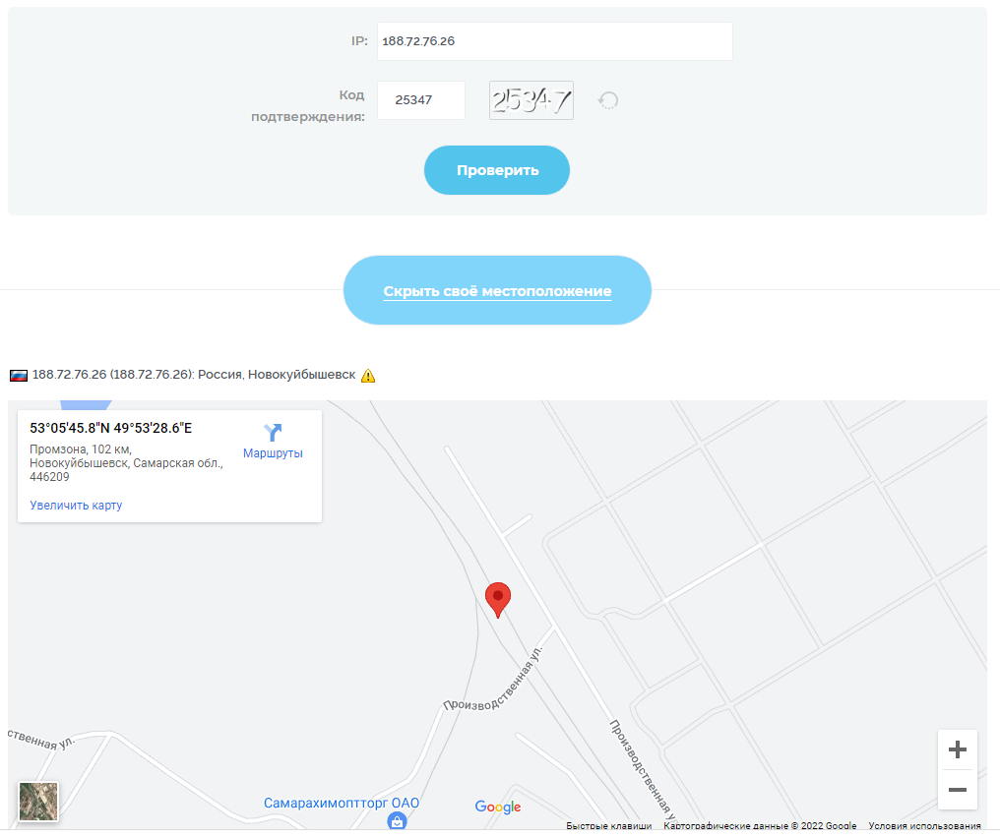 IP: 188.72.76.26
Код подтверждения: 25347 25347
Проверить
Скрыть своё местоположение
188.72.76.26 (188.72.76.26): Россия, Новокуйбышевск
53°05'45.8"N 49°53'28.6"E
Маршруты
Промзона, 102 км,
Новокуйбышевск, Самарская обл.,
446209
Увеличить карту
Производственная ул.
ственная ул.
Производственная ул.
Самарахимоптторг ОАО
Google
Быстрые клавиши Картографические данные © 2022 Google Условия использования